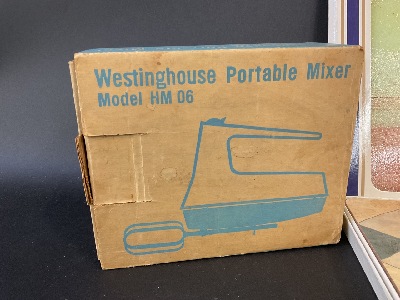 Westinghouse Portable Mixer
Model HM 06